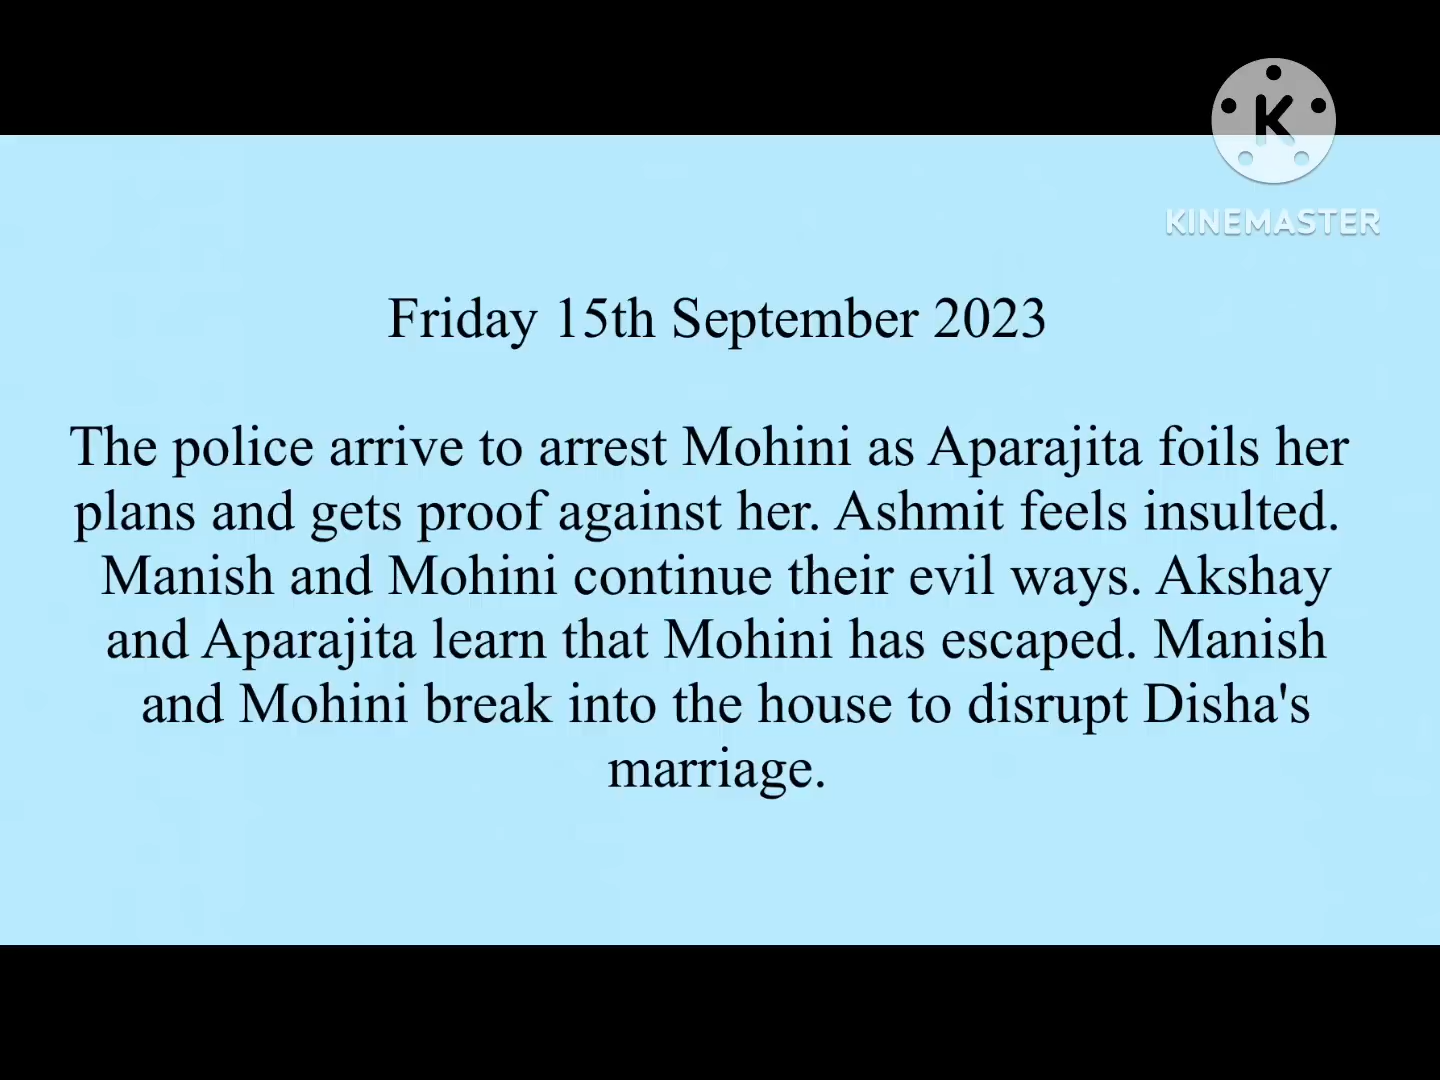 K
KINEMASTER
Friday 15th September 2023
The police arrive to arrest Mohini as Aparajita foils her
plans and gets proof against her. Ashmit feels insulted.
Manish and Mohini continue their evil ways. Akshay
and Aparajita learn that Mohini has escaped. Manish
and Mohini break into the house to disrupt Disha's
marriage.